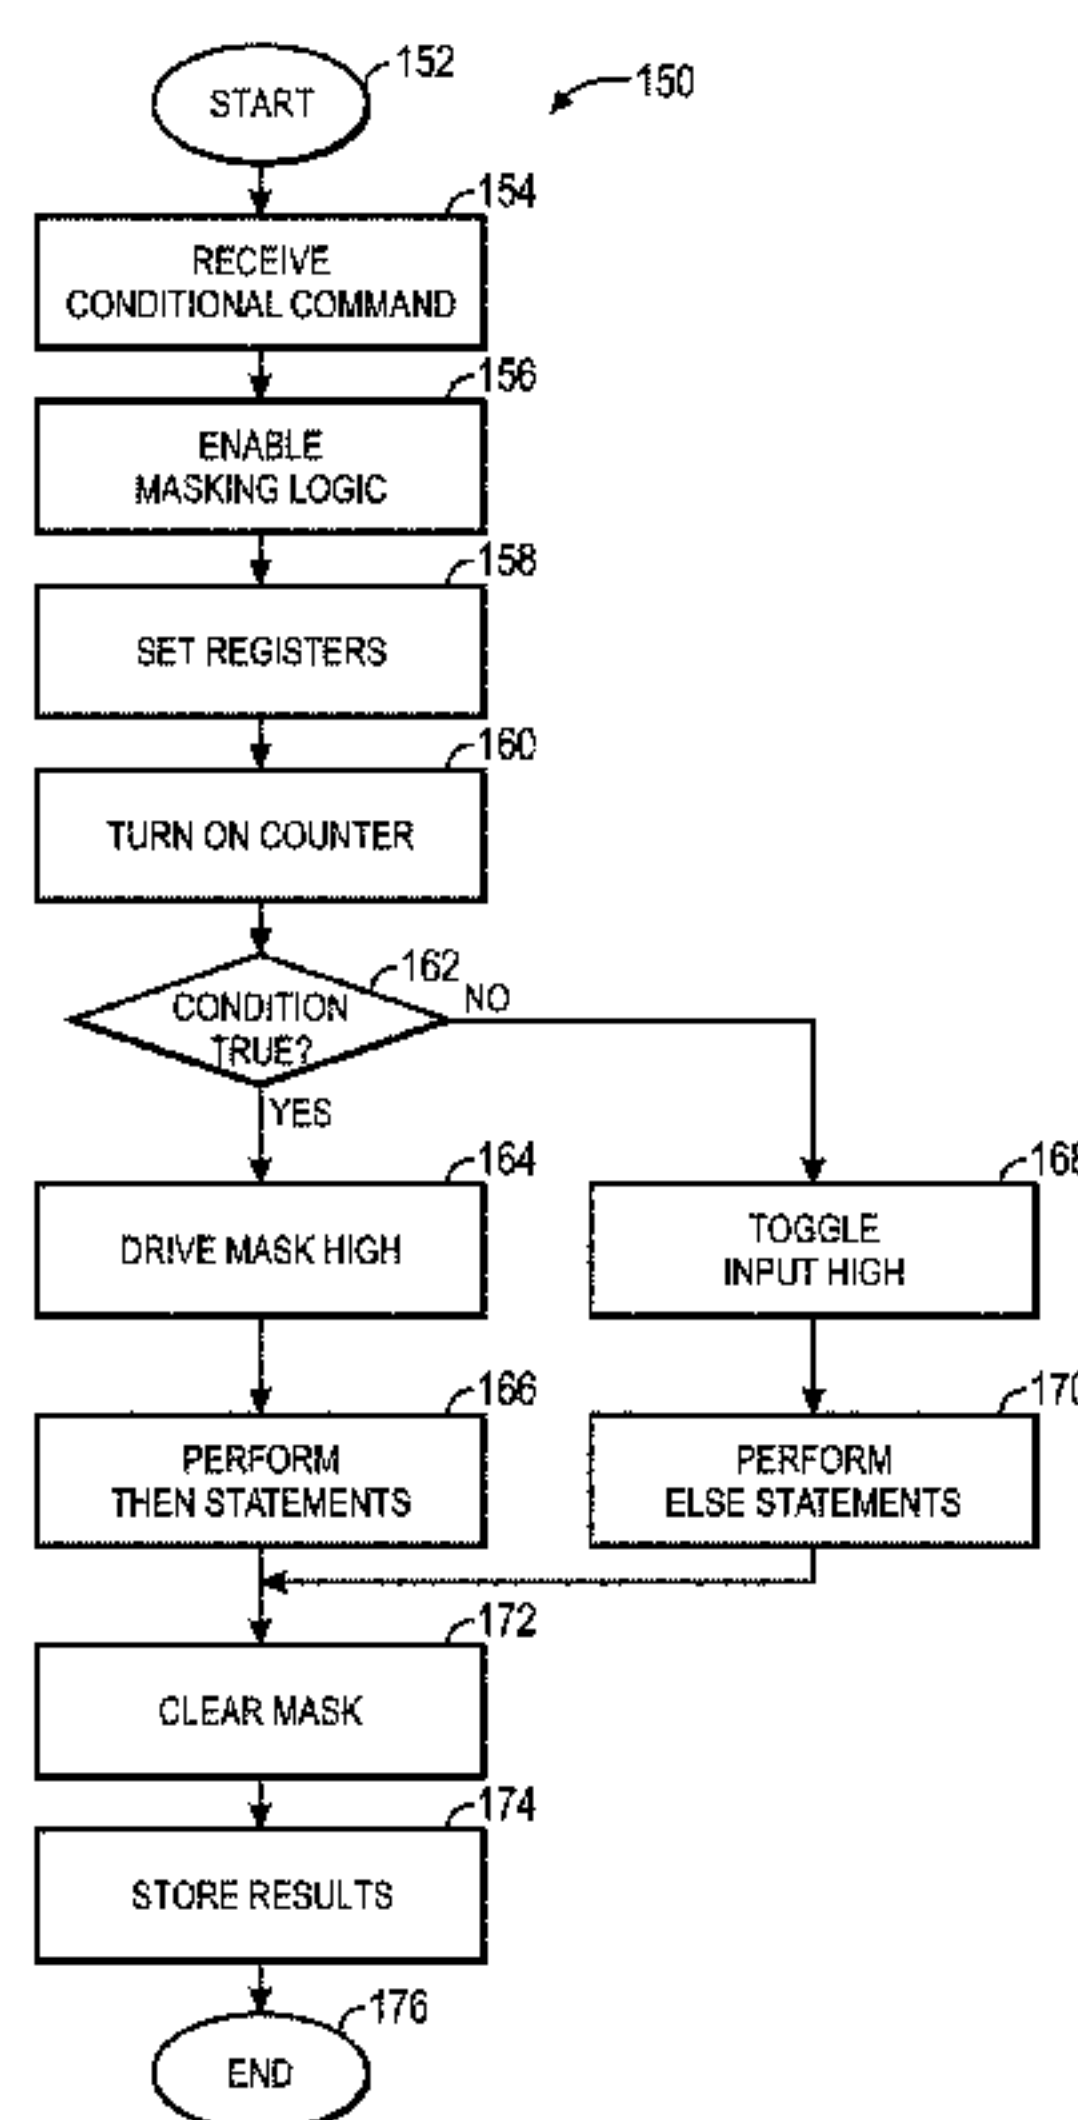 152
START
150
154
RECEIVE
CONDITIONAL COMMAND
156
ENABLE
MASKING LOGIC
158
SET REGISTERS
160
TURN ON COUNTER
162
CONDITION
TRUE?
NO
YES
164
DRIVE MASK HIGH
168
TOGGLE
INPUT HIGH
166
PERFORM
THEN STATEMENTS
170
PERFORM
ELSE STATEMENTS
172
CLEAR MASK
174
STORE RESULTS
176
END